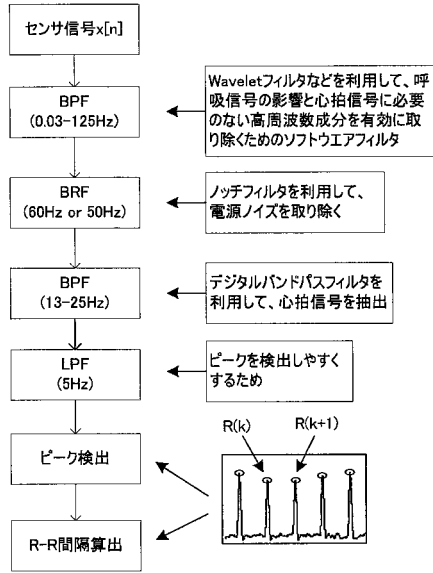 センサ信号x[n]
BPF
(0.03-125Hz)
Waveletフィルタなどを利用して、呼
吸信号の影響と心拍信号に必要
のない高周波数成分を有効に取
り除くためのソフトウエアフィルタ
BRF
(60Hz or 50Hz)
ノッチフィルタを利用して、
電源ノイズを取り除く
BPF
(13-25Hz)
デジタルバンドパスフィルタを
利用して、心拍信号を抽出
LPF
(5Hz)
ピークを検出しやすく
するため
R(k)
R(k+1)
ピーク検出
R-R間隔算出